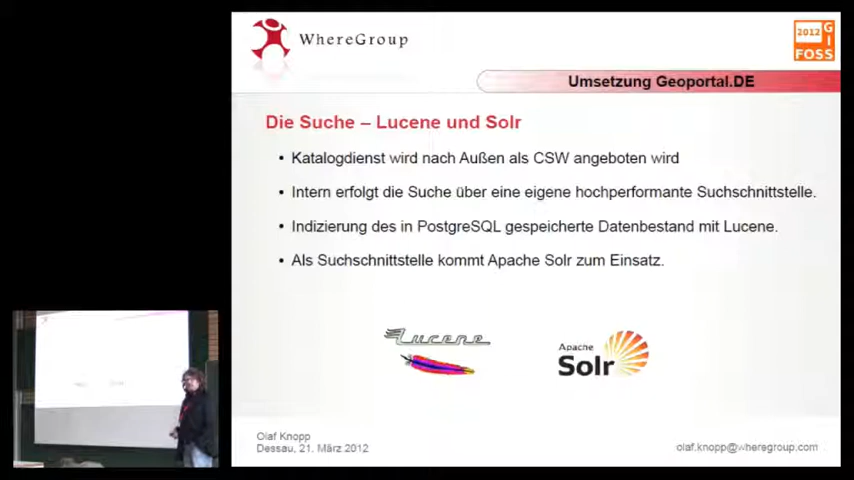 WhereGroup
2012
GI
FOSS
Umsetzung Geoportal.DE
Die Suche – Lucene und Solr
• Katalogdienst wird nach Außen als CSW angeboten wird
• Intern erfolgt die Suche über eine eigene hochperformante Suchschnittstelle.
• Indizierung des in PostgreSQL gespeicherte Datenbestand mit Lucene.
• Als Suchschnittstelle kommt Apache Solr zum Einsatz.
Lucene
Apache
Solr
Olaf Knopp
Dessau, 21. März 2012
olaf.knopp@wheregroup.com